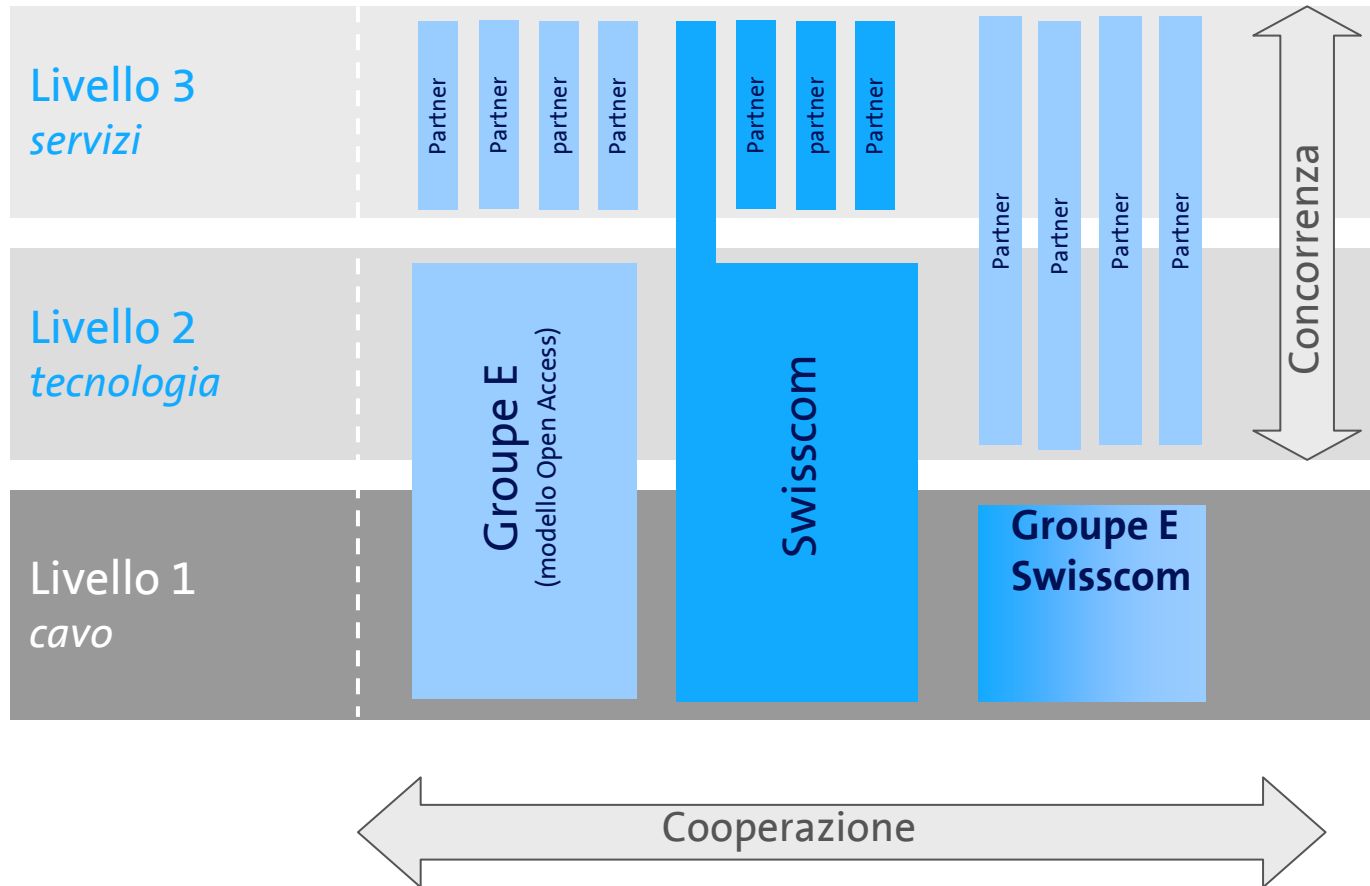 Livello 3
servizi
Partner
Partner
partner
Partner
Partner
partner
Partner
Partner
Partner
Partner
Partner
Concorrenza
Livello 2
tecnologia
Groupe E
(modello Open Access)
Swisscom
Livello 1
cavo
Groupe E
Swisscom
Cooperazione